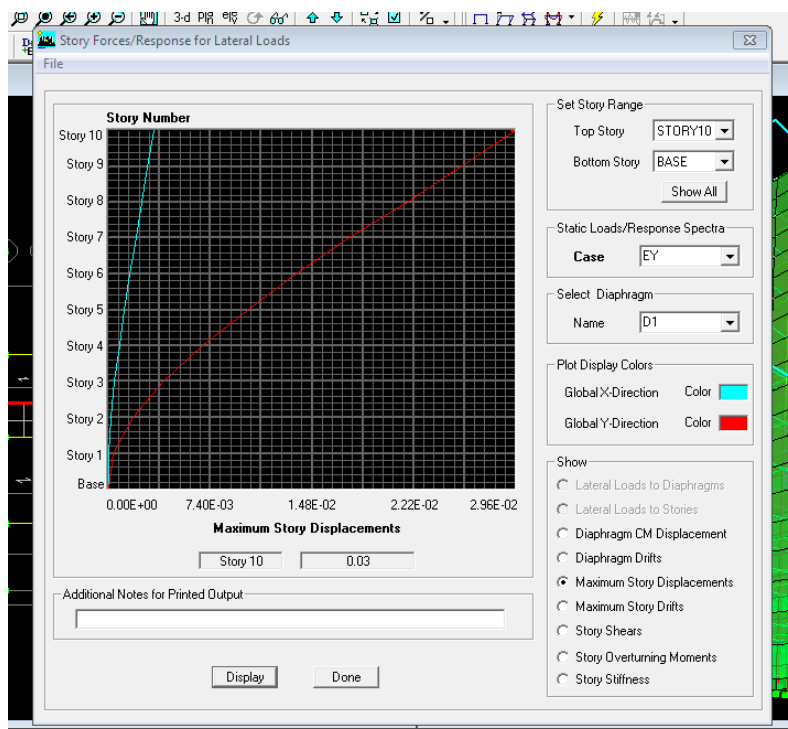 3-d
Story Forces/Response for Lateral Loads
File
Story Number
Story 10
Story 9
Story 8
Story 7
Story 6
Story 5
Story 4
Story 3
Story 2
Story 1
Base
0.00E+00 7.40E-03 1.48E-02 2.22E-02 2.96E-02
Maximum Story Displacements
Story 10 0.03
Additional Notes for Printed Output
Display Done
Set Story Range
Top Story STORY10
Bottom Story BASE
Show All
Static Loads/Response Spectra
Case EY
Select Diaphragm
Name D1
Plot Display Colors
Global X-Direction Color
Global Y-Direction Color
Show
Lateral Loads to Diaphragms
Lateral Loads to Stories
Diaphragm CM Displacement
Diaphragm Drifts
Maximum Story Displacements
Maximum Story Drifts
Story Shears
Story Overturning Moments
Story Stiffness